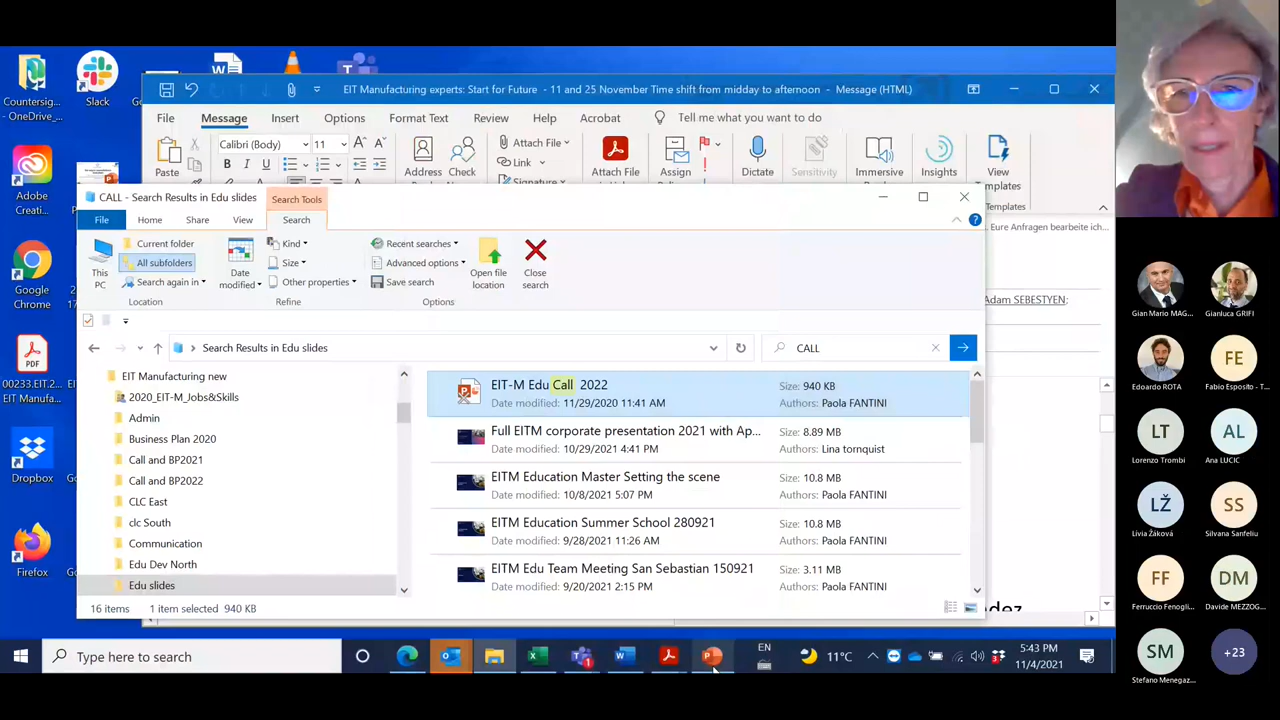 Countersig...
OneDrive_...
Slack
Adobe
Creati...
Google
Chrome
00233.EIT.2...
EIT Manufa...
Dropbox
Firefox
EIT Manufacturing experts: Start for Future - 11 and 25 November Time shift from midday to afternoon - Message (HTML)
File Message Insert Options Format Text Review Help Acrobat Tell me what you want to do
Paste
Calibri (Body) 11
B I U
Address Check
Attach File
Link
Signature
Attach File
Assign
Policy
Dictate
Sensitivity
Immersive
Insights
View
Templates
Templates
. Eure Anfragen bearbeite ich...
Adam SEBESTYEN;
CALL - Search Results in Edu slides
Search Tools
File Home Share View Search
This
PC
Current folder
All subfolders
Search again in
Location
Date
modified
Kind
Size
Other properties
Refine
Recent searches
Advanced options
Save search
Options
Open file
location
Close
search
Search Results in Edu slides
CALL
EIT Manufacturing new
2020_EIT-M_Jobs&Skills
Admin
Business Plan 2020
Call and BP2021
Call and BP2022
CLC East
clc South
Communication
Edu Dev North
Edu slides
EIT-M Edu Call 2022 Size: 940 KB
Date modified: 11/29/2020 11:41 AM Authors: Paola FANTINI
Full EITM corporate presentation 2021 with Ap... Size: 8.89 MB
Date modified: 10/29/2021 4:41 PM Authors: Lina tornquist
EITM Education Master Setting the scene Size: 10.8 MB
Date modified: 10/8/2021 5:07 PM Authors: Paola FANTINI
EITM Education Summer School 280921 Size: 10.8 MB
Date modified: 9/28/2021 11:26 AM Authors: Paola FANTINI
EITM Edu Team Meeting San Sebastian 150921 Size: 3.11 MB
Date modified: 9/20/2021 2:15 PM Authors: Paola FANTINI
16 items 1 item selected 940 KB
Type here to search
EN
11°C
5:43 PM
11/4/2021
Gian Mario MAG...
Gianluca GRIFI
Edoardo ROTA
FE
Fabio Esposito - T...
LT
Lorenzo Trombi
AL
Ana LUCIC
LŽ
Lívia Žáková
SS
Silvana Sanfeliu
FF
Ferruccio Fenogli...
DM
Davide MEZZOG...
SM
Stefano Menegaz...
+23